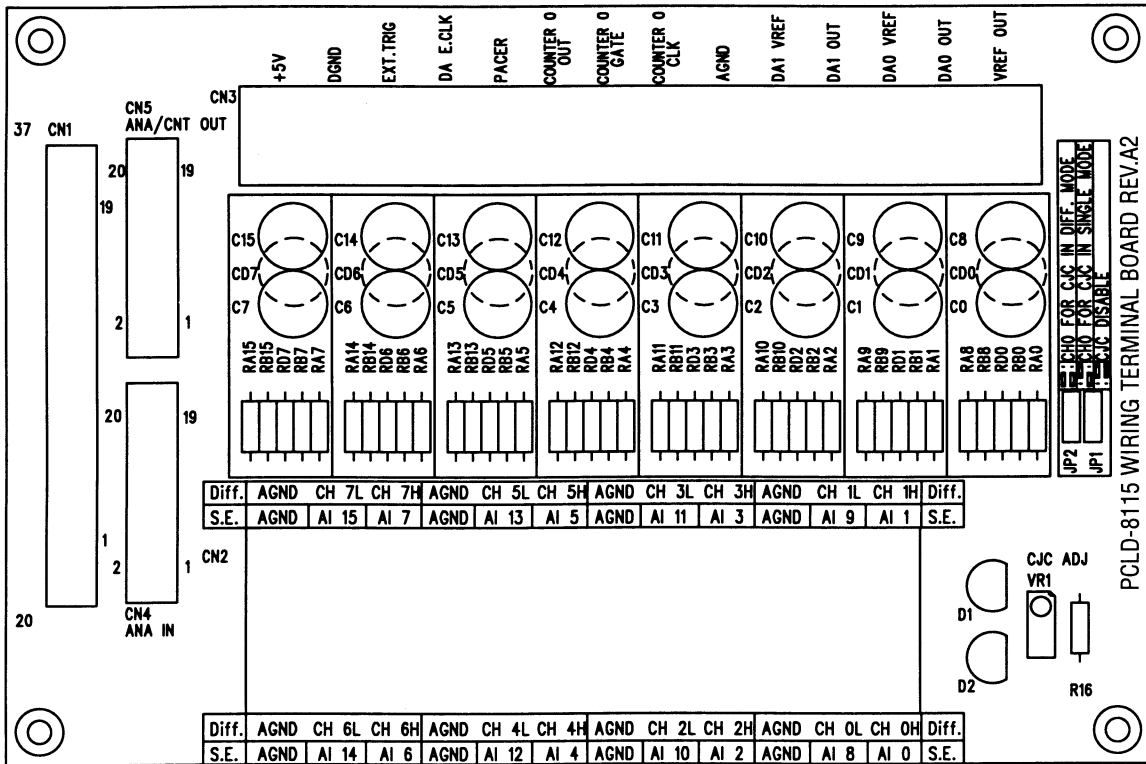 +5V
DGND
EXT.TRIG
DA E.CLK
PACER
COUNTER 0
OUT
COUNTER 0
GATE
COUNTER 0
CLK
AGND
DA1 VREF
DA1 OUT
DA0 VREF
DA0 OUT
VREF OUT
CN3
37 CN1
CN5
ANA/CNT OUT
20 19
19
2 1
20 19
1
2 1
20
CN4
ANA IN
CN2
C15 C14 C13 C12 C11 C10 C9 C8
CD7 CD6 CD5 CD4 CD3 CD2 CD1 CD0
C7 C6 C5 C4 C3 C2 C1 C0
RA15 RB15 RD7 RB7 RA7
RA14 RB14 RD6 RB6 RA6
RA13 RB13 RD5 RB5 RA5
RA12 RB12 RD4 RB4 RA4
RA11 RB11 RD3 RB3 RA3
RA10 RB10 RD2 RB2 RA2
RA9 RB9 RD1 RB1 RA1
RA8 RB8 RD0 RB0 RA0
:CH0 FOR CJC IN DIFF. MODE
:CH0 FOR CJC IN SINGLE MODE
:CJC DISABLE
JP2
JP1
PCLD-8115 WIRING TERMINAL BOARD REV.A2
Diff. AGND CH 7L CH 7H AGND CH 5L CH 5H AGND CH 3L CH 3H AGND CH 1L CH 1H Diff.
S.E. AGND AI 15 AI 7 AGND AI 13 AI 5 AGND AI 11 AI 3 AGND AI 9 AI 1 S.E.
CJC ADJ
VR1
D1
D2
R16
Diff. AGND CH 6L CH 6H AGND CH 4L CH 4H AGND CH 2L CH 2H AGND CH 0L CH 0H Diff.
S.E. AGND AI 14 AI 6 AGND AI 12 AI 4 AGND AI 10 AI 2 AGND AI 8 AI 0 S.E.